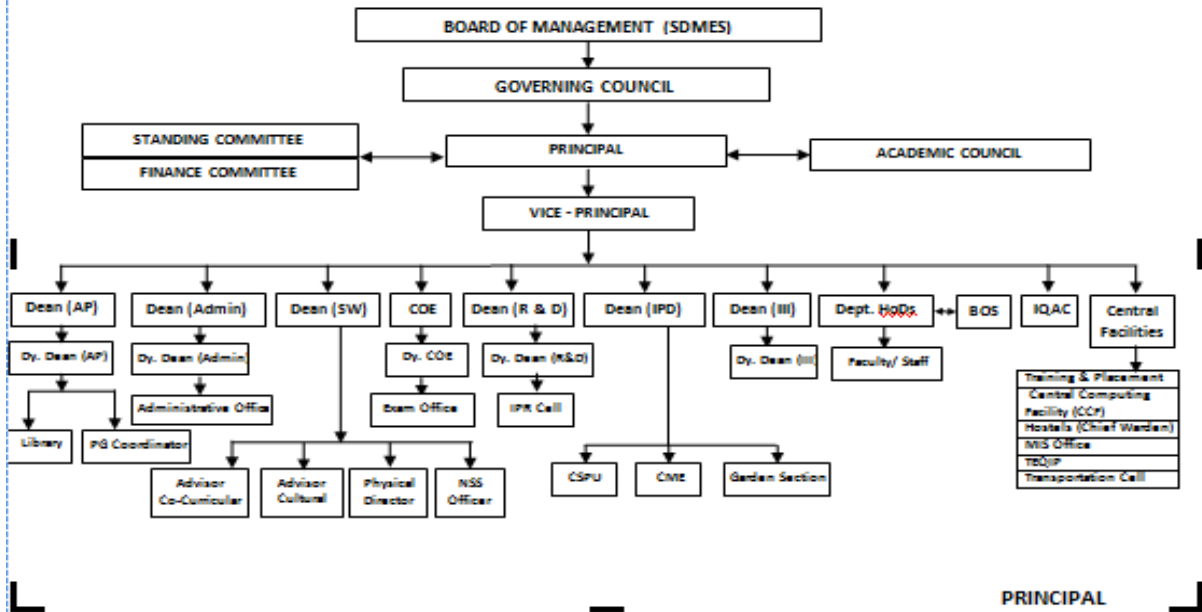 BOARD OF MANAGEMENT (SDMES)
GOVERNING COUNCIL
STANDING COMMITTEE
FINANCE COMMITTEE
PRINCIPAL
ACADEMIC COUNCIL
VICE - PRINCIPAL
Dean (AP)
Dean (Admin)
Dean (SW)
COE
Dean (R & D)
Dean (IPD)
Dean (III)
Dept. HoDs
BOS
IQAC
Central
Facilities
Dy. Dean (AP)
Dy. Dean (Admin)
Dy. COE
Dy. Dean (R&D)
Dy. Dean (III)
Faculty/ Staff
Administrative Office
Exam Office
IPR Cell
Library
PG Coordinator
Advisor
Co-Curricular
Advisor
Cultural
Physical
Director
NSS
Officer
CSPU
CME
Garden Section
Training & Placement
Central Computing
Facility (CCF)
Hostels (Chief Warden)
MIS Office
TEQIP
Transportation Cell
PRINCIPAL